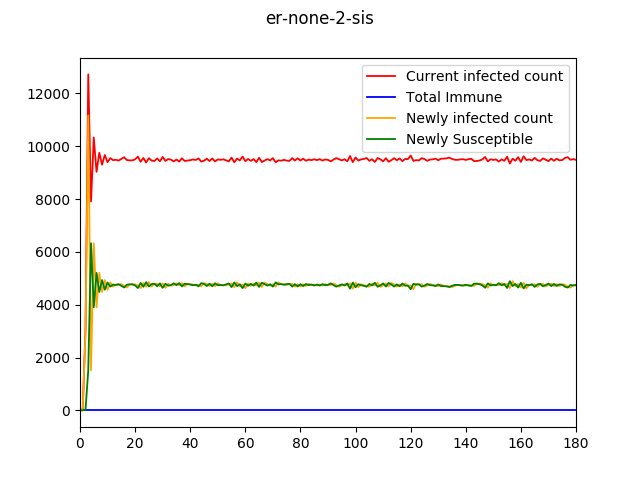 er-none-2-sis
Current infected count
Total Immune
Newly infected count
Newly Susceptible
12000
10000
8000
6000
4000
2000
0
0 20 40 60 80 100 120 140 160 180